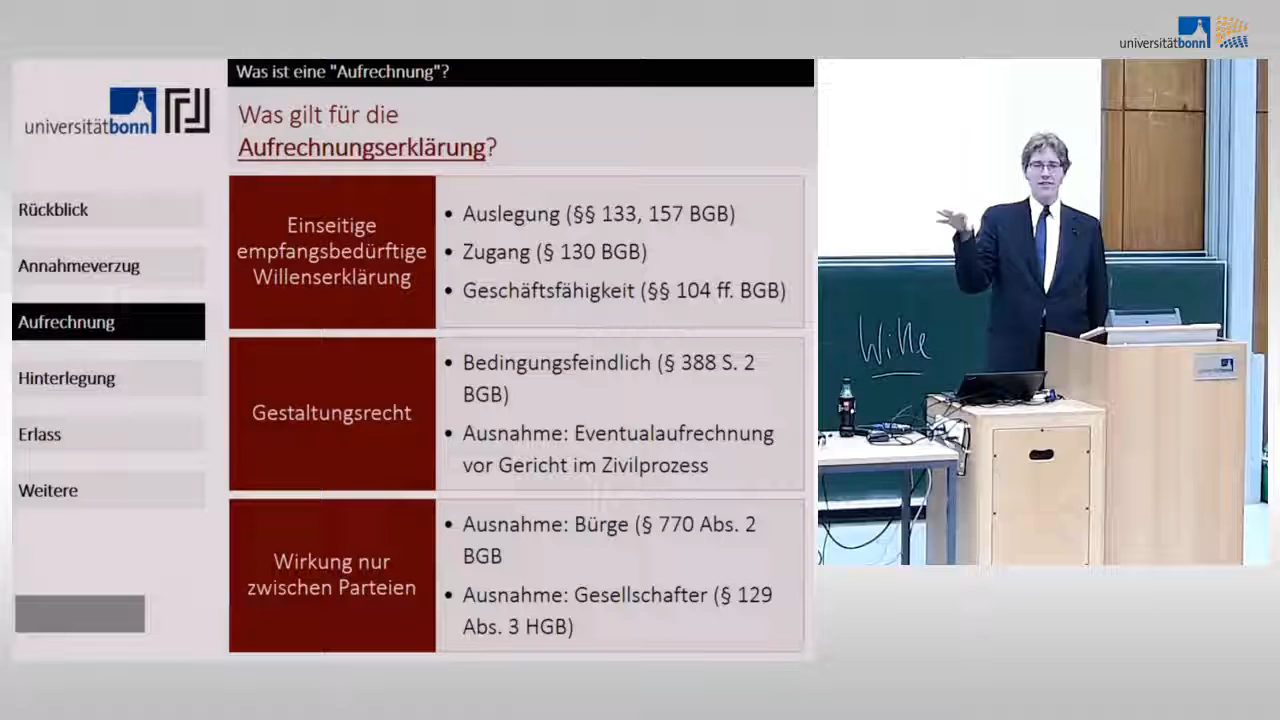 universitätbonn
Was ist eine "Aufrechnung"?
universitätbonn
Was gilt für die
Aufrechnungserklärung?
Rückblick
Annahmeverzug
Aufrechnung
Hinterlegung
Erlass
Weitere
Einseitige
empfangsbedürftige
Willenserklärung
• Auslegung (§§ 133, 157 BGB)
• Zugang (§ 130 BGB)
• Geschäftsfähigkeit (§§ 104 ff. BGB)
Gestaltungsrecht
• Bedingungsfeindlich (§ 388 S. 2
BGB)
• Ausnahme: Eventualaufrechnung
vor Gericht im Zivilprozess
Wirkung nur
zwischen Parteien
• Ausnahme: Bürge (§ 770 Abs. 2
BGB
• Ausnahme: Gesellschafter (§ 129
Abs. 3 HGB)
Wille